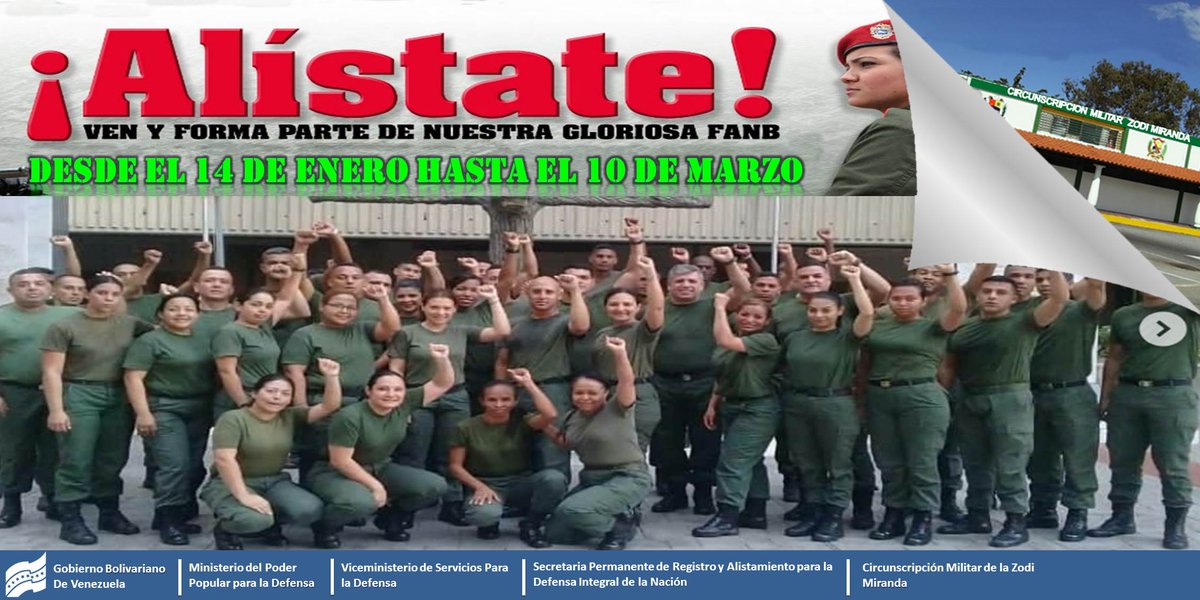 ¡Alístate!
VEN Y FORMA PARTE DE NUESTRA GLORIOSA FANB
DESDE EL 14 DE ENERO HASTA EL 10 DE MARZO
CIRCUNSCRIPCION MILITAR ZODI MIRANDA
Gobierno Bolivariano
De Venezuela
Ministerio del Poder
Popular para la Defensa
Viceministerio de Servicios Para
la Defensa
Secretaria Permanente de Registro y Alistamiento para la
Defensa Integral de la Nación
Circunscripción Militar de la Zodi
Miranda